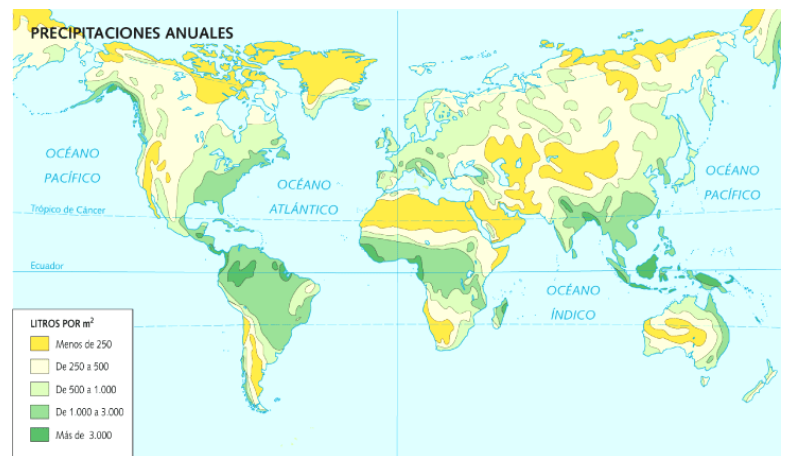 PRECIPITACIONES ANUALES
OCÉANO
PACÍFICO
OCÉANO
ATLÁNTICO
OCÉANO
PACÍFICO
Trópico de Cáncer
Ecuador
OCÉANO
ÍNDICO
LITROS POR m²
Menos de 250
De 250 a 500
De 500 a 1.000
De 1.000 a 3.000
Más de 3.000